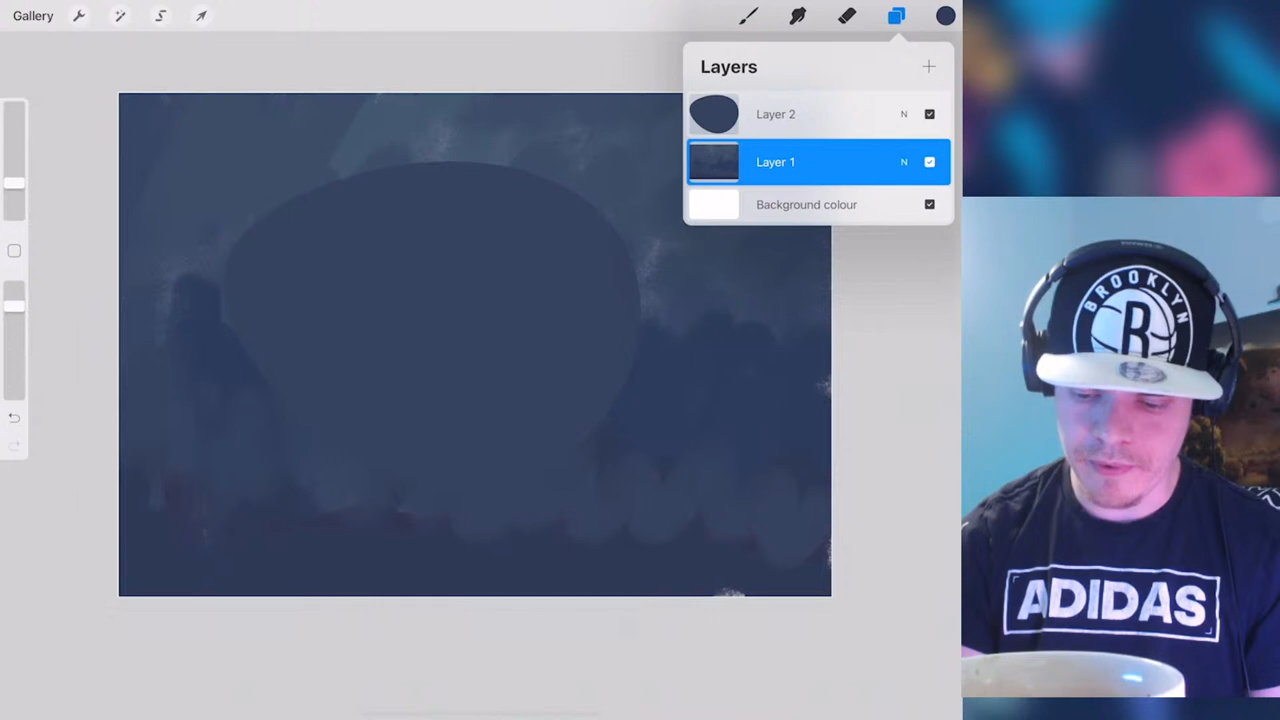 Gallery
Layers
Layer 2 N
Layer 1 N
Background colour
BROOKLYN
B
ADIDAS